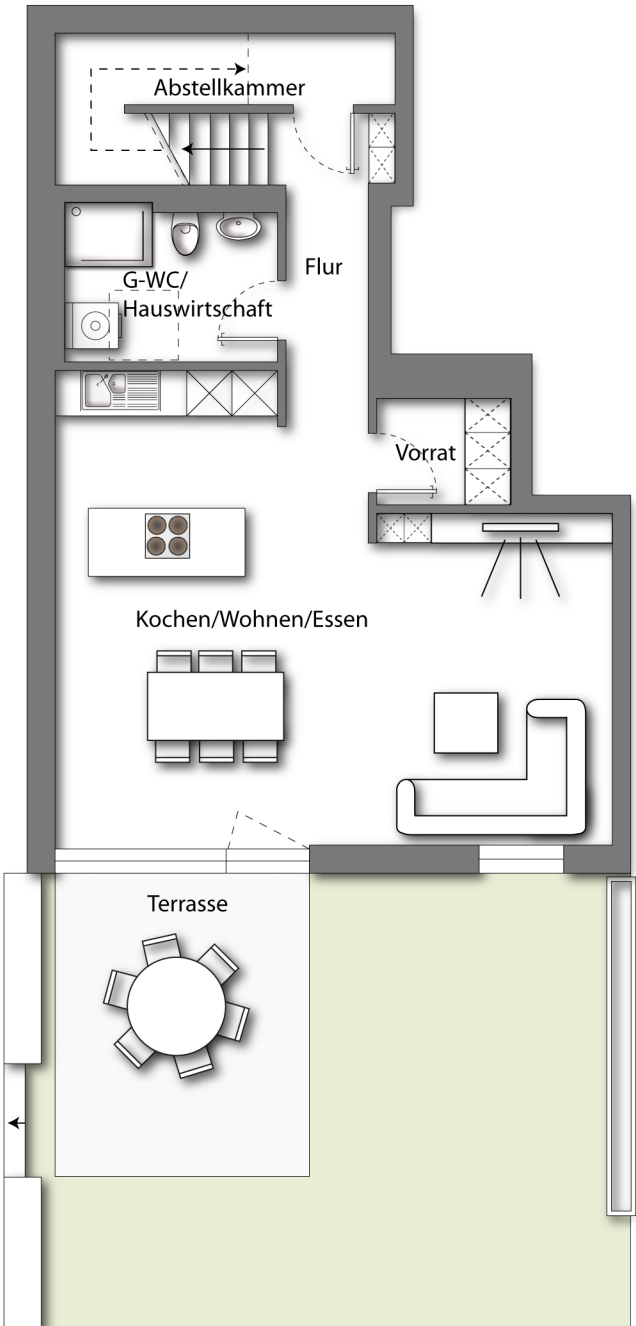 Abstellkammer
Flur
G-WC/
Hauswirtschaft
Vorrat
Kochen/Wohnen/Essen
Terrasse